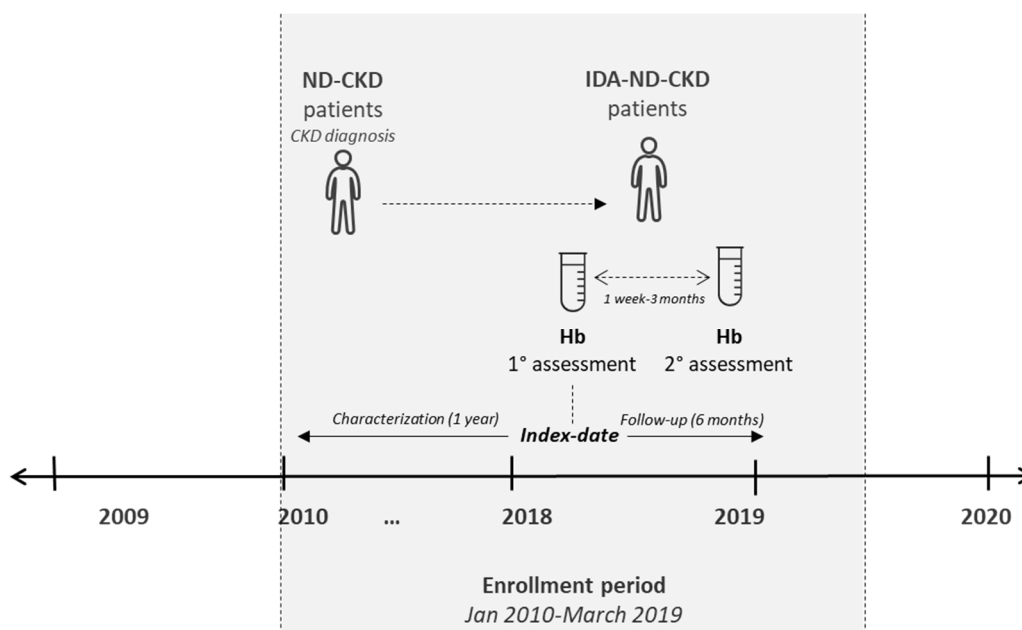 ND-CKD
patients
CKD diagnosis
IDA-ND-CKD
patients
1 week-3 months
Hb
1° assessment
Hb
2° assessment
Characterization (1 year)
Index-date
Follow-up (6 months)
2009
2010
...
2018
2019
2020
Enrollment period
Jan 2010-March 2019